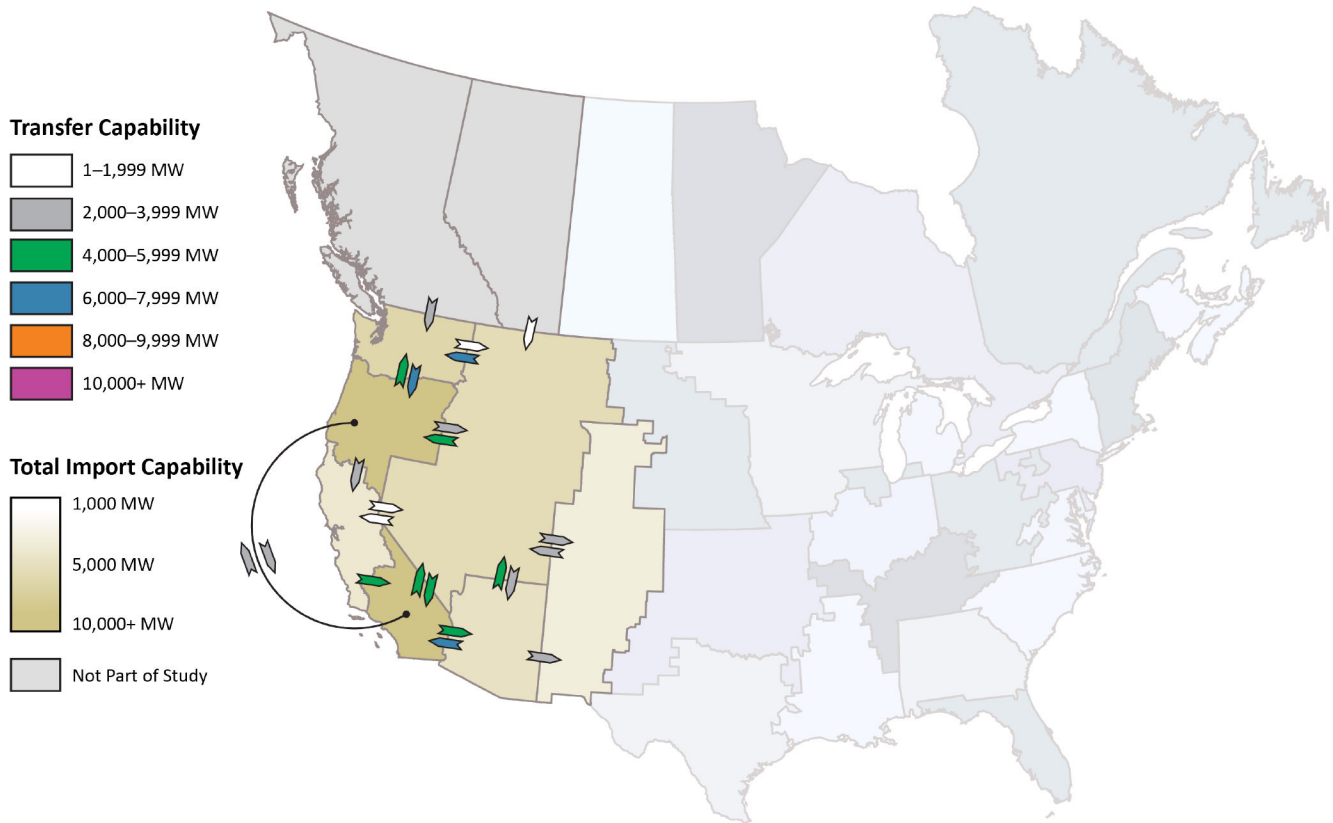 Transfer Capability
1–1,999 MW
2,000–3,999 MW
4,000–5,999 MW
6,000–7,999 MW
8,000–9,999 MW
10,000+ MW
Total Import Capability
1,000 MW
5,000 MW
10,000+ MW
Not Part of Study